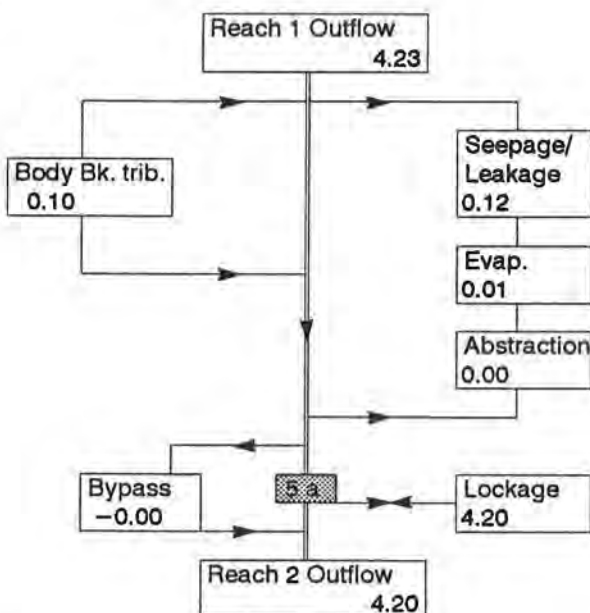 Reach 1 Outflow
4.23
Body Bk. trib.
0.10
Seepage/
Leakage
0.12
Evap.
0.01
Abstraction
0.00
Bypass
−0.00
5 a
Lockage
4.20
Reach 2 Outflow
4.20